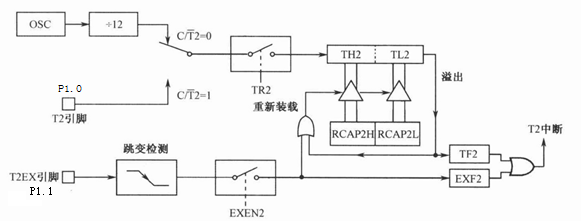 OSC
÷12
C/T̅2=0
TH2
TL2
溢出
P1.0
TR2
C/T̅2=1
重新装载
T2引脚
RCAP2H
RCAP2L
T2中断
跳变检测
TF2
T2EX引脚
EXF2
P1.1
EXEN2